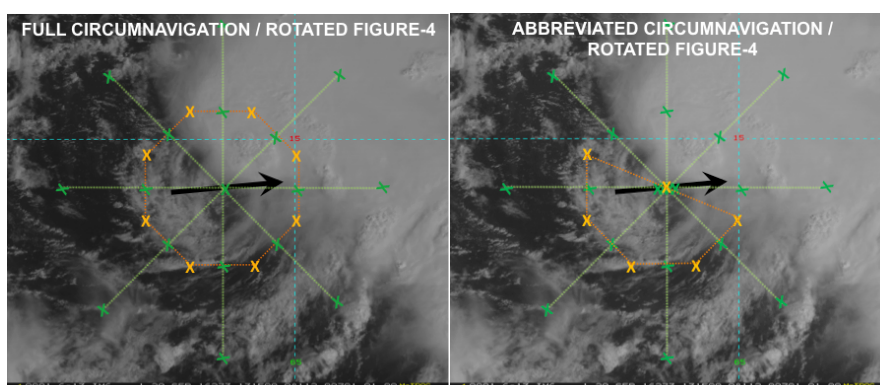 FULL CIRCUMNAVIGATION / ROTATED FIGURE-4
ABBREVIATED CIRCUMNAVIGATION /
ROTATED FIGURE-4
15
15
X
X
X
X
X
X
X
X
X
X
X
X
X
X